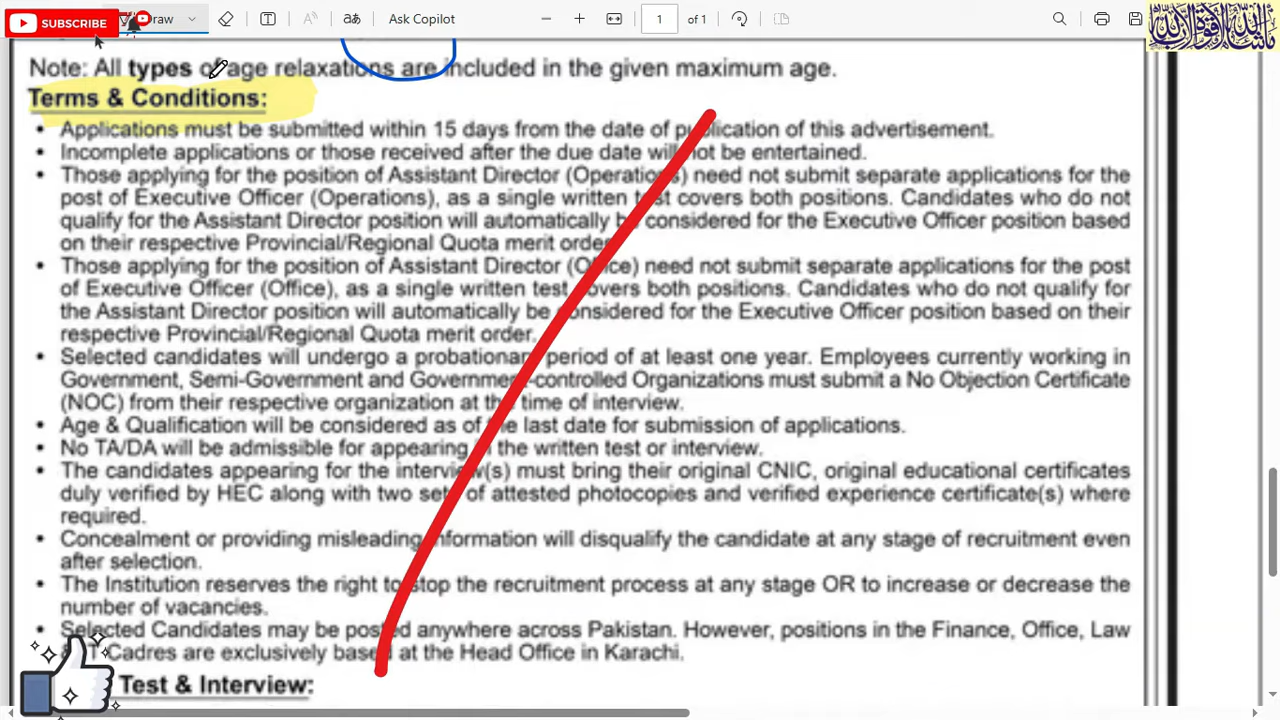 SUBSCRIBE
Draw
Ask Copilot
1 of 1
Note: All types of age relaxations are included in the given maximum age.
Terms & Conditions:
• Applications must be submitted within 15 days from the date of publication of this advertisement.
• Incomplete applications or those received after the due date will not be entertained.
• Those applying for the position of Assistant Director (Operations) need not submit separate applications for the
post of Executive Officer (Operations), as a single written test covers both positions. Candidates who do not
qualify for the Assistant Director position will automatically be considered for the Executive Officer position based
on their respective Provincial/Regional Quota merit order.
• Those applying for the position of Assistant Director (Office) need not submit separate applications for the post
of Executive Officer (Office), as a single written test covers both positions. Candidates who do not qualify for
the Assistant Director position will automatically be considered for the Executive Officer position based on their
respective Provincial/Regional Quota merit order.
• Selected candidates will undergo a probationary period of at least one year. Employees currently working in
Government, Semi-Government and Government-controlled Organizations must submit a No Objection Certificate
(NOC) from their respective organization at the time of interview.
• Age & Qualification will be considered as of the last date for submission of applications.
• No TA/DA will be admissible for appearing in the written test or interview.
• The candidates appearing for the interview(s) must bring their original CNIC, original educational certificates
duly verified by HEC along with two sets of attested photocopies and verified experience certificate(s) where
required.
• Concealment or providing misleading information will disqualify the candidate at any stage of recruitment even
after selection.
• The Institution reserves the right to stop the recruitment process at any stage OR to increase or decrease the
number of vacancies.
• Selected Candidates may be posted anywhere across Pakistan. However, positions in the Finance, Office, Law
Cadres are exclusively based at the Head Office in Karachi.
Test & Interview: